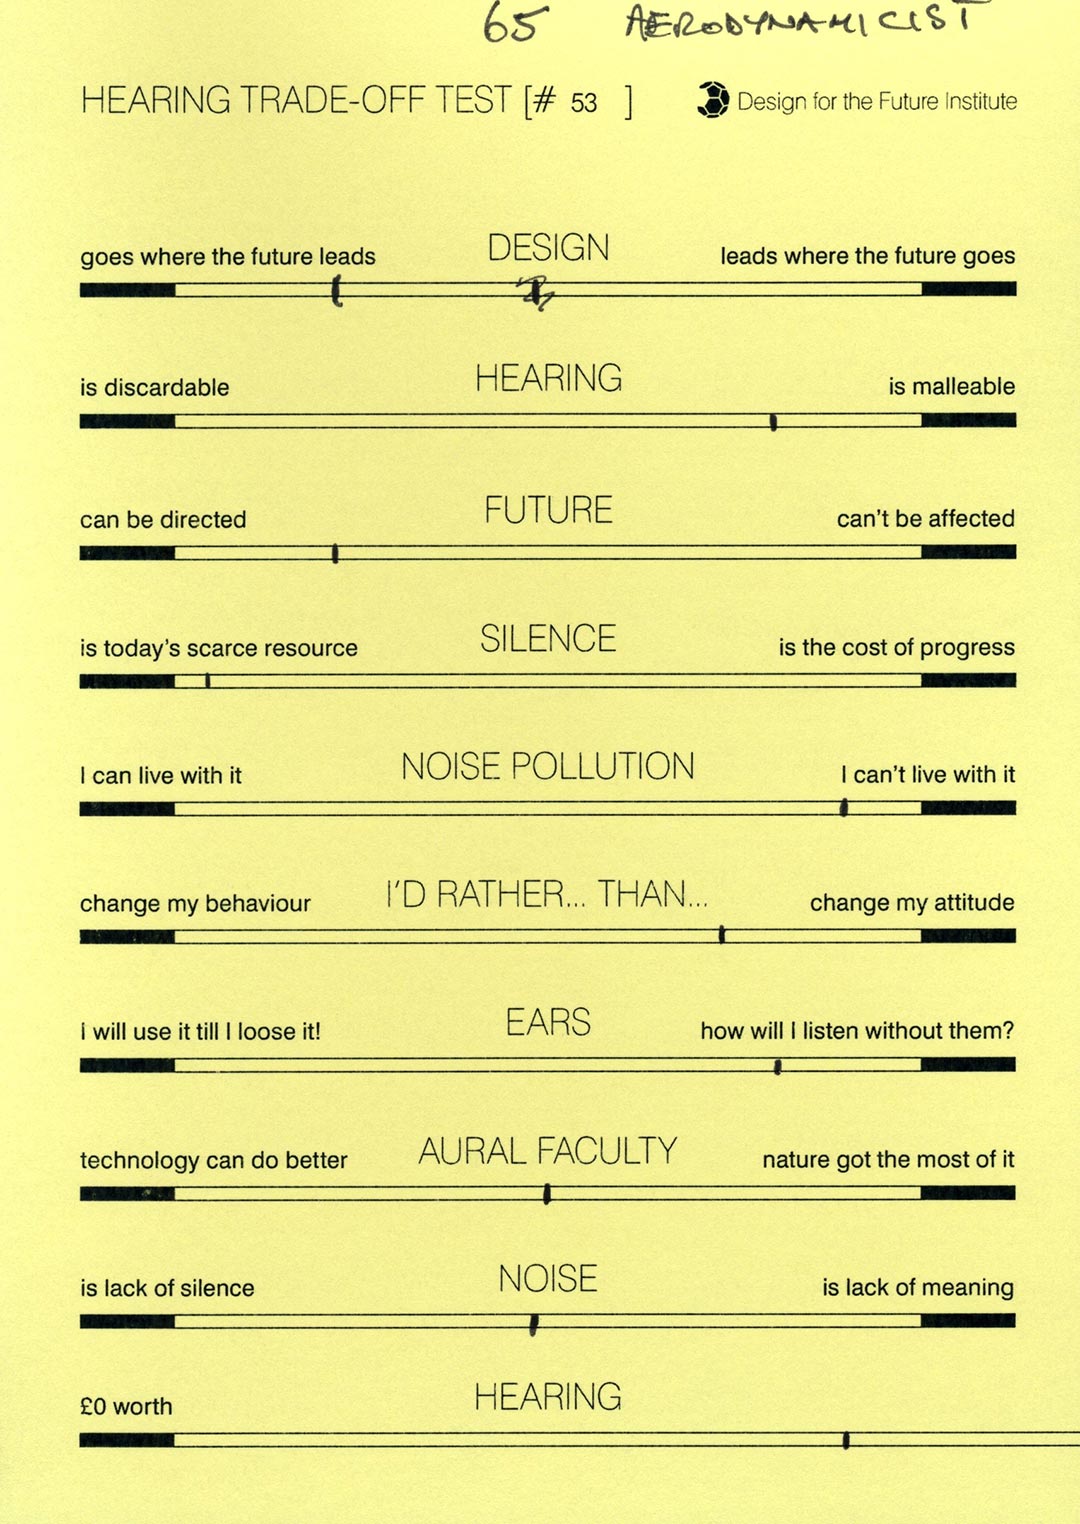 65 AERODYNAMICIST
HEARING TRADE-OFF TEST [# 53 ] Design for the Future Institute
DESIGN
goes where the future leads leads where the future goes
HEARING
is discardable is malleable
FUTURE
can be directed can't be affected
SILENCE
is today's scarce resource is the cost of progress
NOISE POLLUTION
I can live with it I can't live with it
I'D RATHER... THAN...
change my behaviour change my attitude
EARS
I will use it till I loose it! how will I listen without them?
AURAL FACULTY
technology can do better nature got the most of it
NOISE
is lack of silence is lack of meaning
HEARING
£0 worth